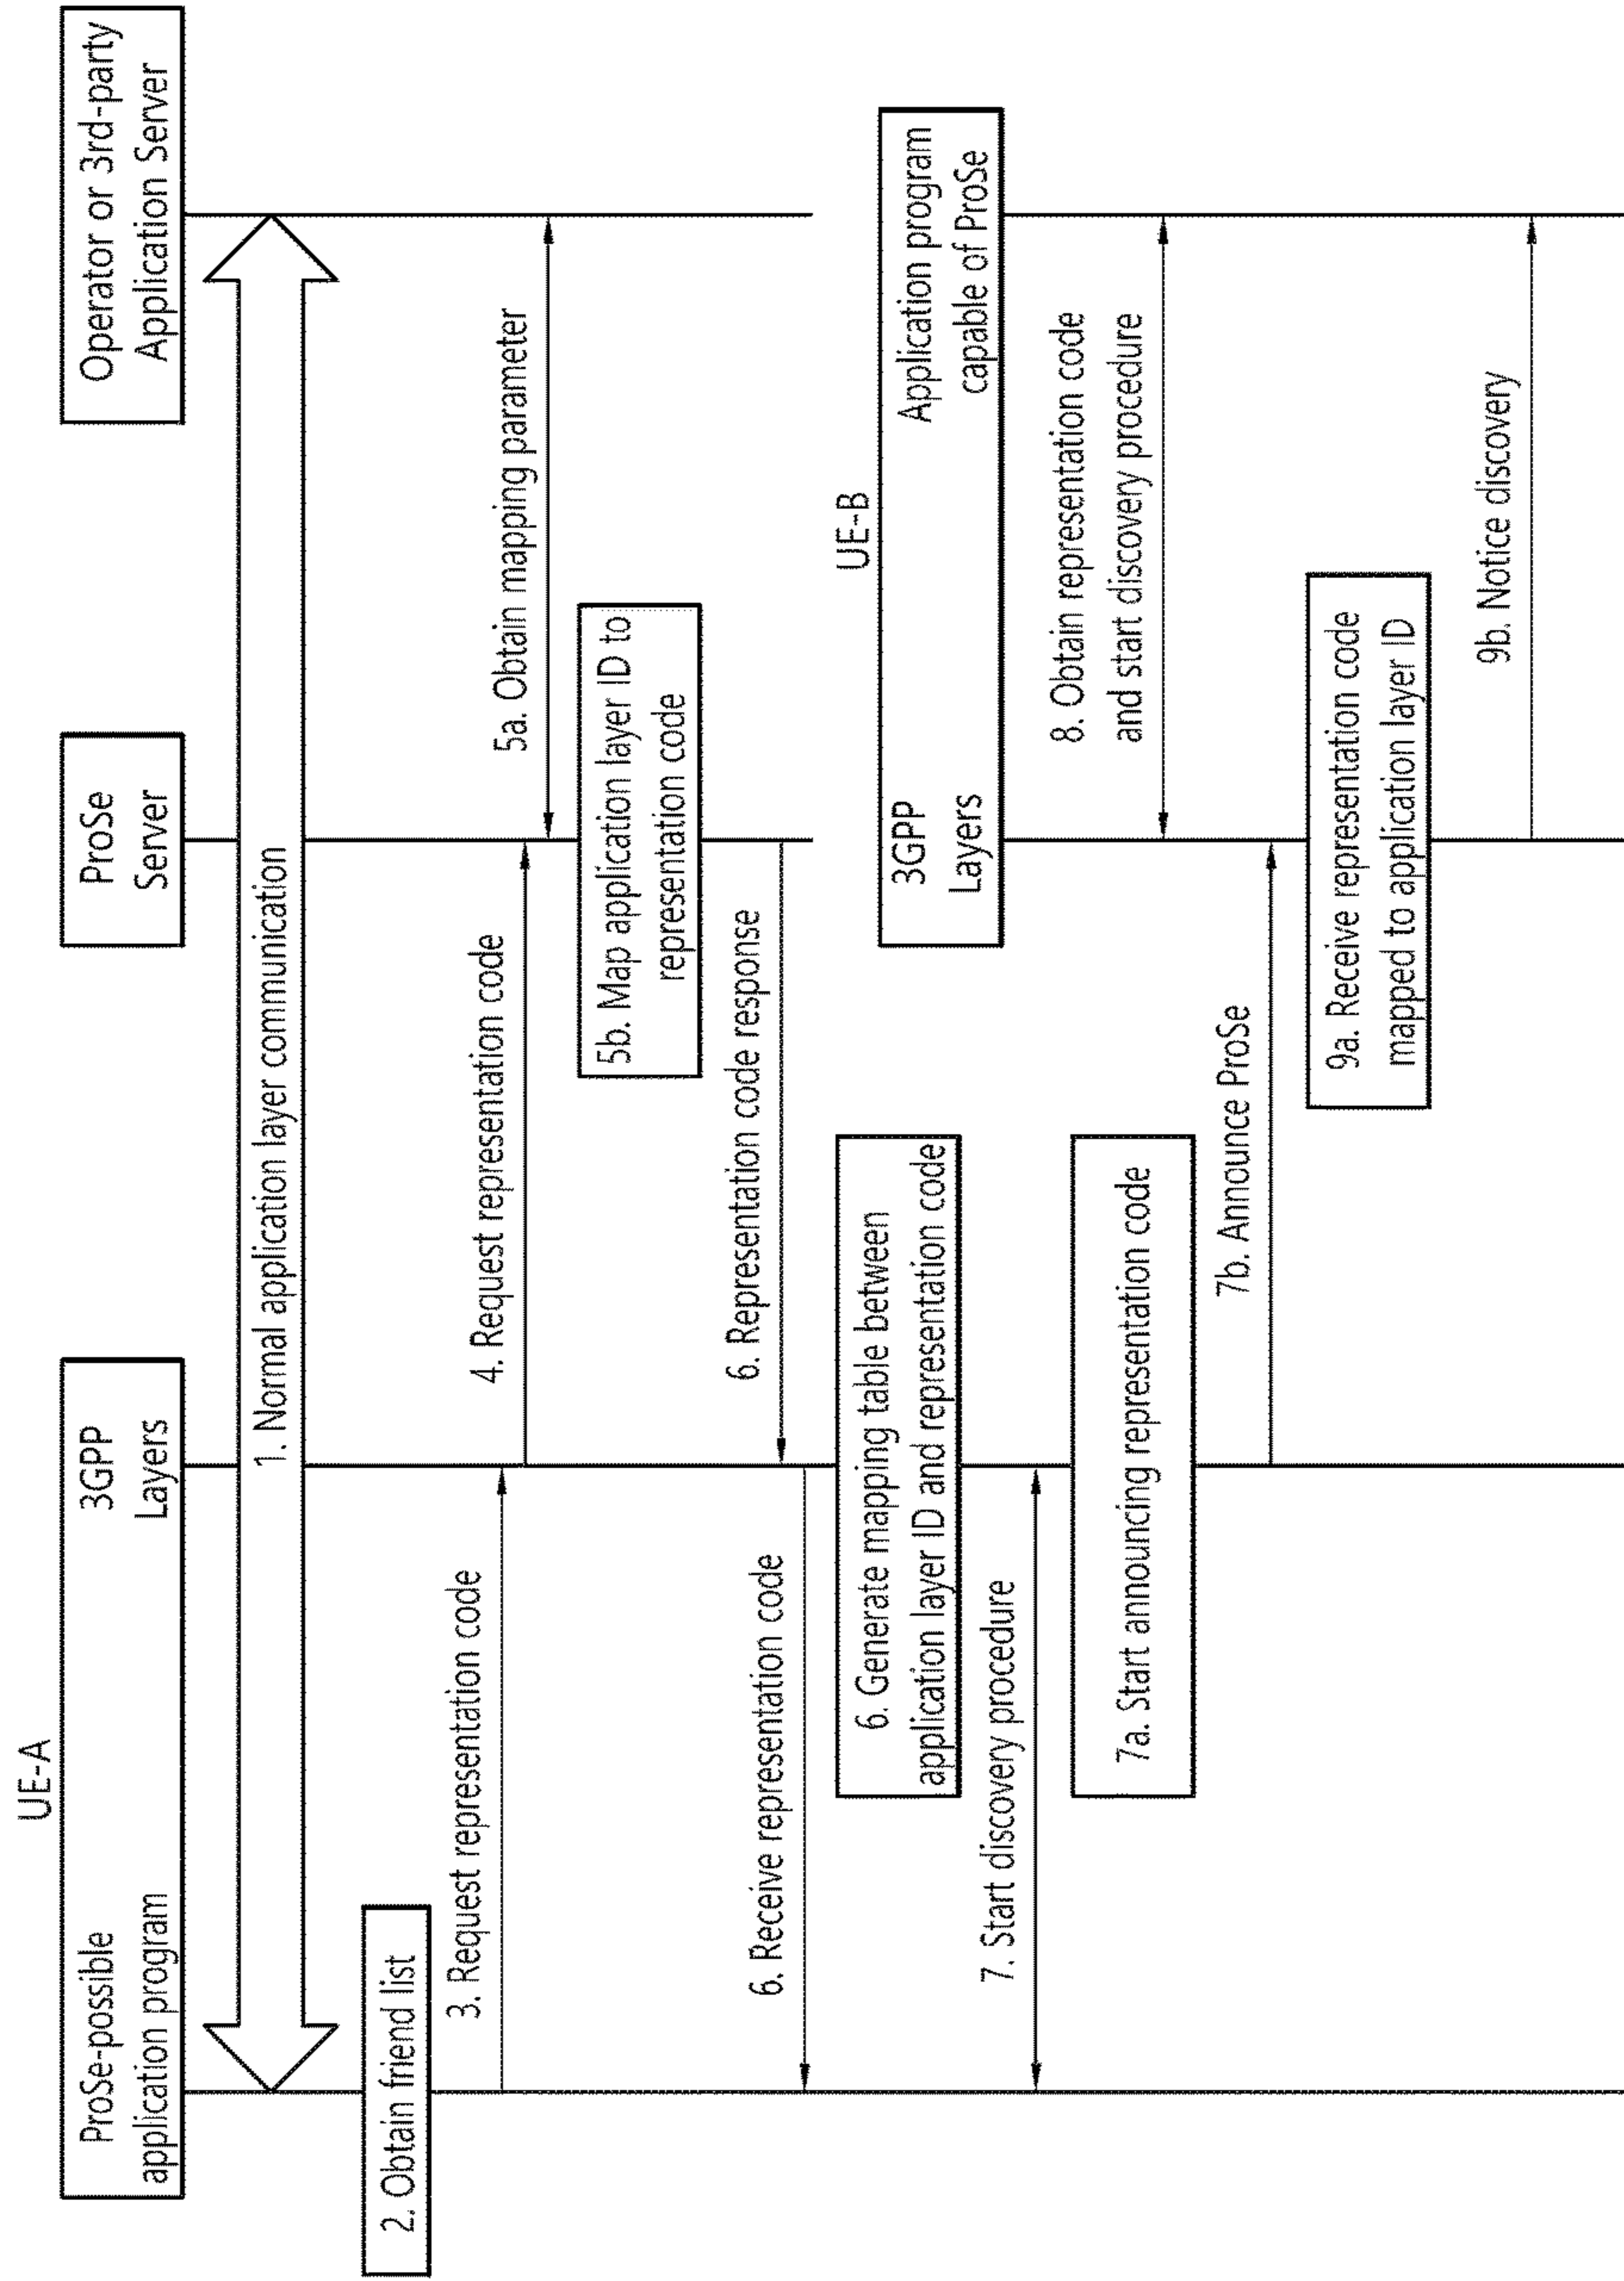 UE-A
ProSe-possible
application program
3GPP
Layers
ProSe
Server
Operator or 3rd-party
Application Server
1. Normal application layer communication
2. Obtain friend list
3. Request representation code
4. Request representation code
5a. Obtain mapping parameter
5b. Map application layer ID to
representation code
6. Representation code response
6. Receive representation code
6. Generate mapping table between
application layer ID and representation code
UE-B
3GPP
Layers
Application program
capable of ProSe
7. Start discovery procedure
7a. Start announcing representation code
8. Obtain representation code
and start discovery procedure
7b. Announce ProSe
9a. Receive representation code
mapped to application layer ID
9b. Notice discovery